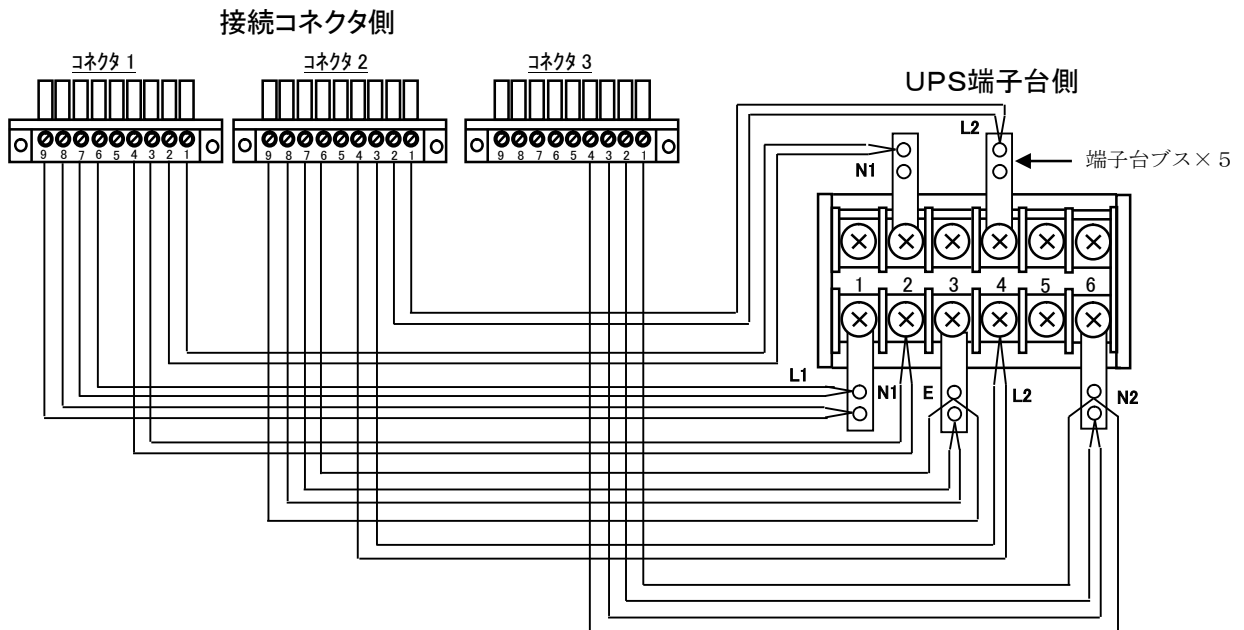 接続コネクタ側
コネクタ 1
コネクタ 2
コネクタ 3
UPS端子台側
9 8 7 6 5 4 3 2 1
9 8 7 6 5 4 3 2 1
9 8 7 6 5 4 3 2 1
L2
N1
端子台ブス×5
1 2 3 4 5 6
L1
N1
E
L2
N2